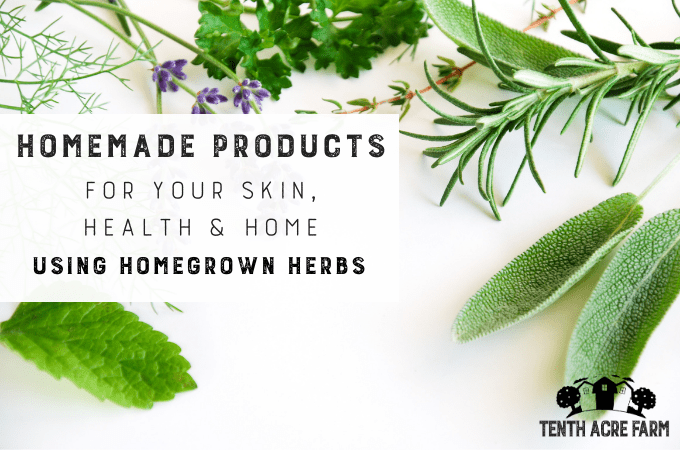 HOMEMADE PRODUCTS
FOR YOUR SKIN,
HEALTH & HOME
USING HOMEGROWN HERBS
TENTH ACRE FARM